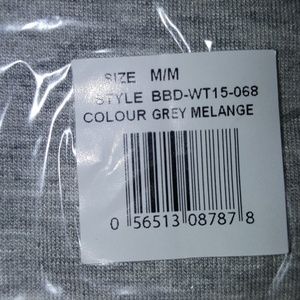 SIZE M/M
STYLE BBD-WT15-068
COLOUR GREY MELANGE
0 56513 08787 8